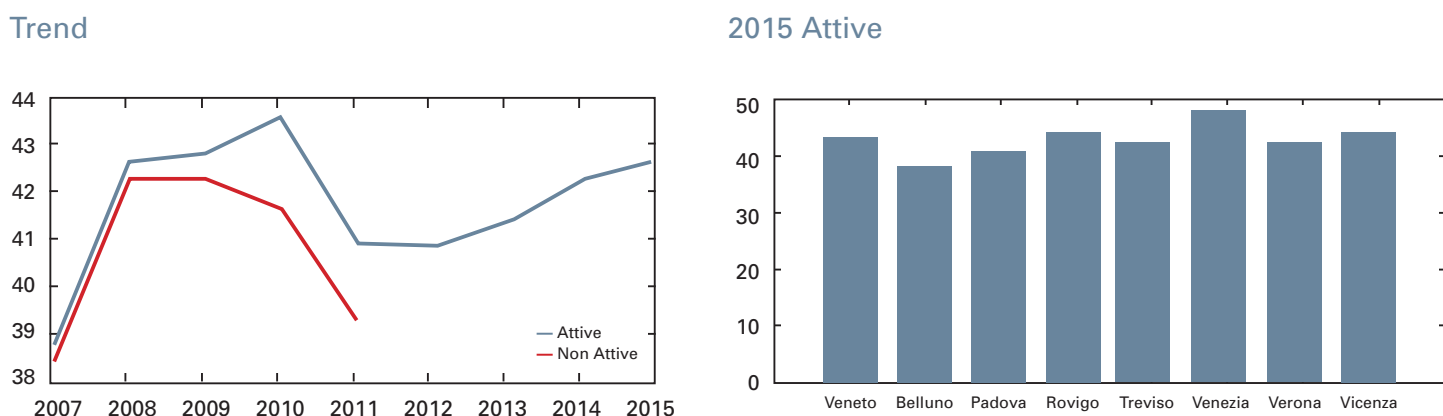 Trend
44
43
42
41
40
39
38
2007 2008 2009 2010 2011 2012 2013 2014 2015
Attive
Non Attive
2015 Attive
50
40
30
20
10
0
Veneto Belluno Padova Rovigo Treviso Venezia Verona Vicenza